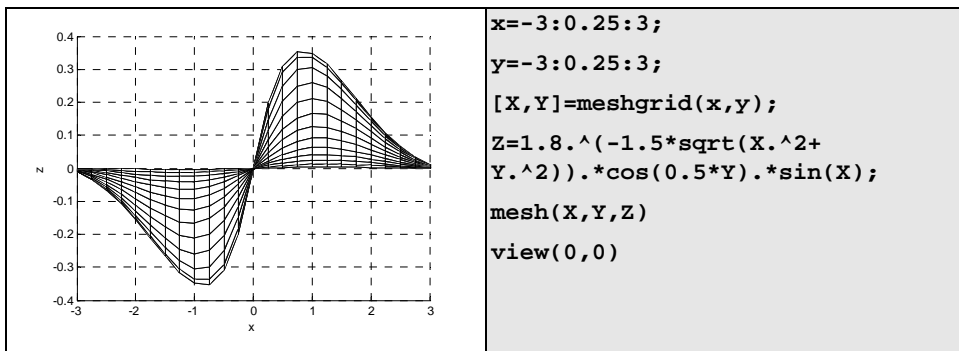 0.4
0.3
0.2
0.1
0
-0.1
-0.2
-0.3
-0.4
z
-3 -2 -1 0 1 2 3
x
x=-3:0.25:3;
y=-3:0.25:3;
[X,Y]=meshgrid(x,y);
Z=1.8.^(-1.5*sqrt(X.^2+
Y.^2)).*cos(0.5*Y).*sin(X);
mesh(X,Y,Z)
view(0,0)